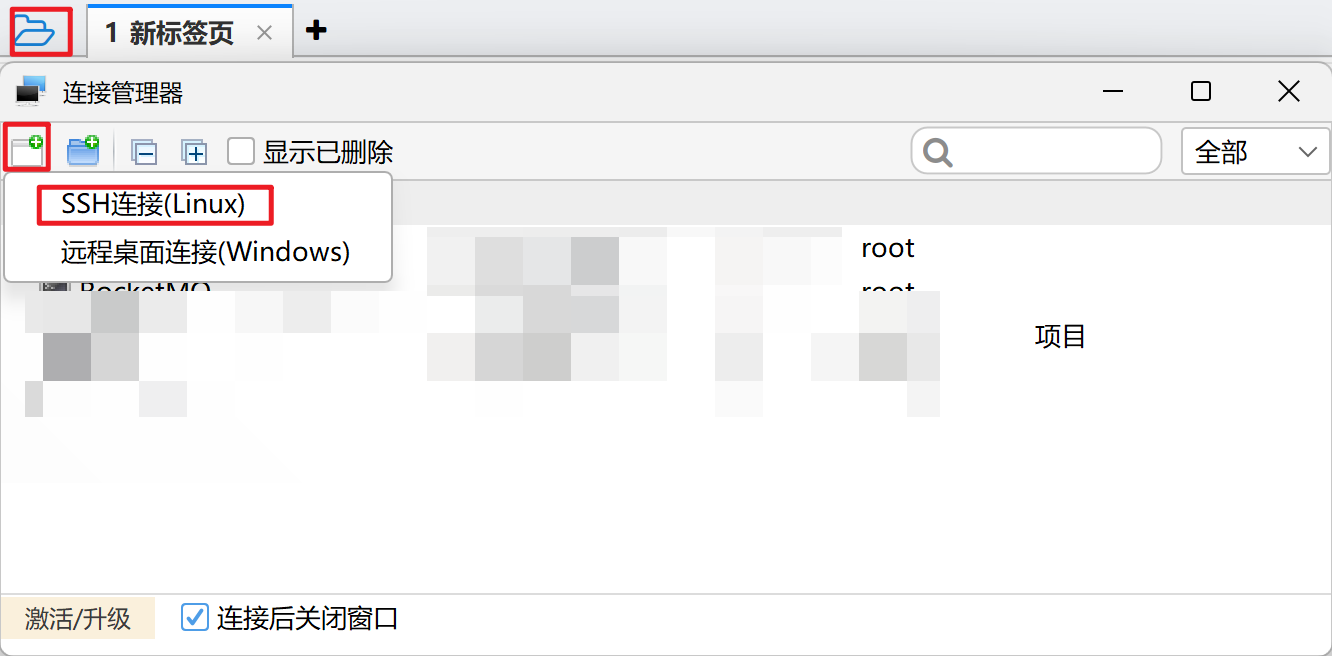 1 新标签页
连接管理器
显示已删除
全部
SSH连接(Linux)
远程桌面连接(Windows)
root
RocketMQ
root
项目
激活/升级
连接后关闭窗口